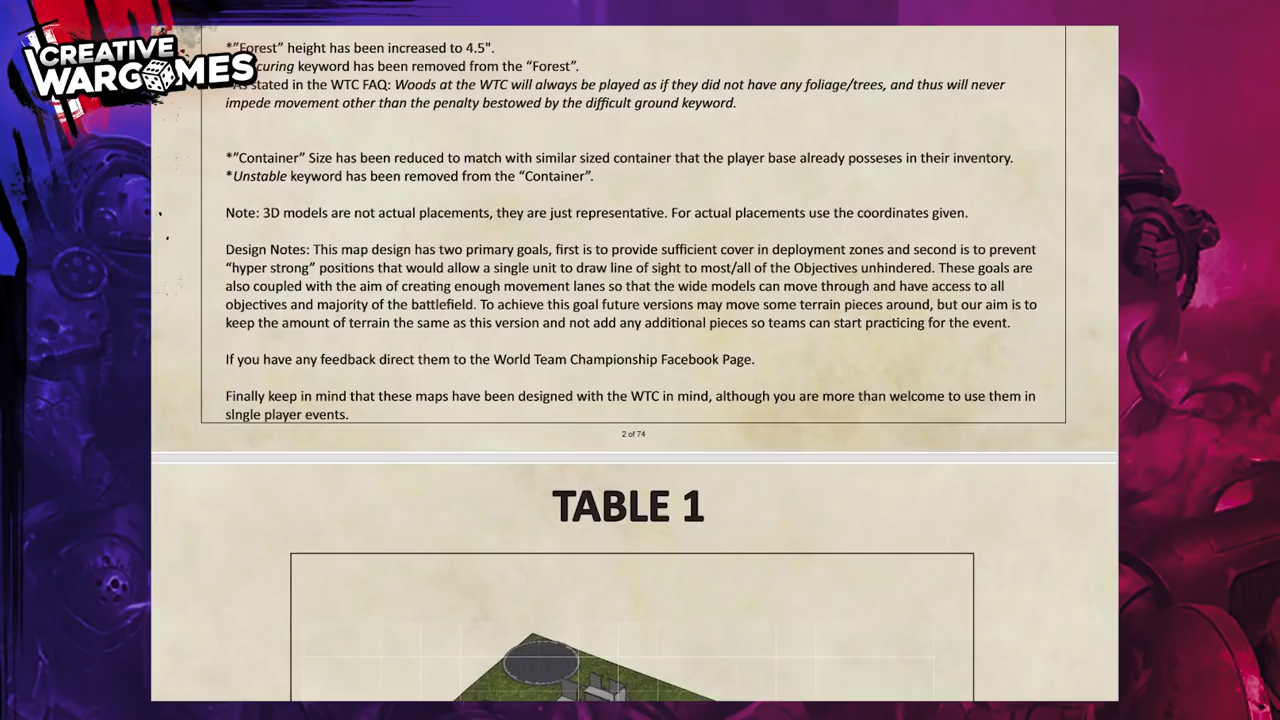 CREATIVE
WARGAMES
*”Forest” height has been increased to 4.5".
keyword has been removed from the “Forest”.
stated in the WTC FAQ: Woods at the WTC will always be played as if they did not have any foliage/trees, and thus will never
impede movement other than the penalty bestowed by the difficult ground keyword.
*”Container” Size has been reduced to match with similar sized container that the player base already posseses in their inventory.
*Unstable keyword has been removed from the “Container”.
Note: 3D models are not actual placements, they are just representative. For actual placements use the coordinates given.
Design Notes: This map design has two primary goals, first is to provide sufficient cover in deployment zones and second is to prevent
“hyper strong” positions that would allow a single unit to draw line of sight to most/all of the Objectives unhindered. These goals are
also coupled with the aim of creating enough movement lanes so that the wide models can move through and have access to all
objectives and majority of the battlefield. To achieve this goal future versions may move some terrain pieces around, but our aim is to
keep the amount of terrain the same as this version and not add any additional pieces so teams can start practicing for the event.
If you have any feedback direct them to the World Team Championship Facebook Page.
Finally keep in mind that these maps have been designed with the WTC in mind, although you are more than welcome to use them in
sIngle player events.
2 of 74
TABLE 1